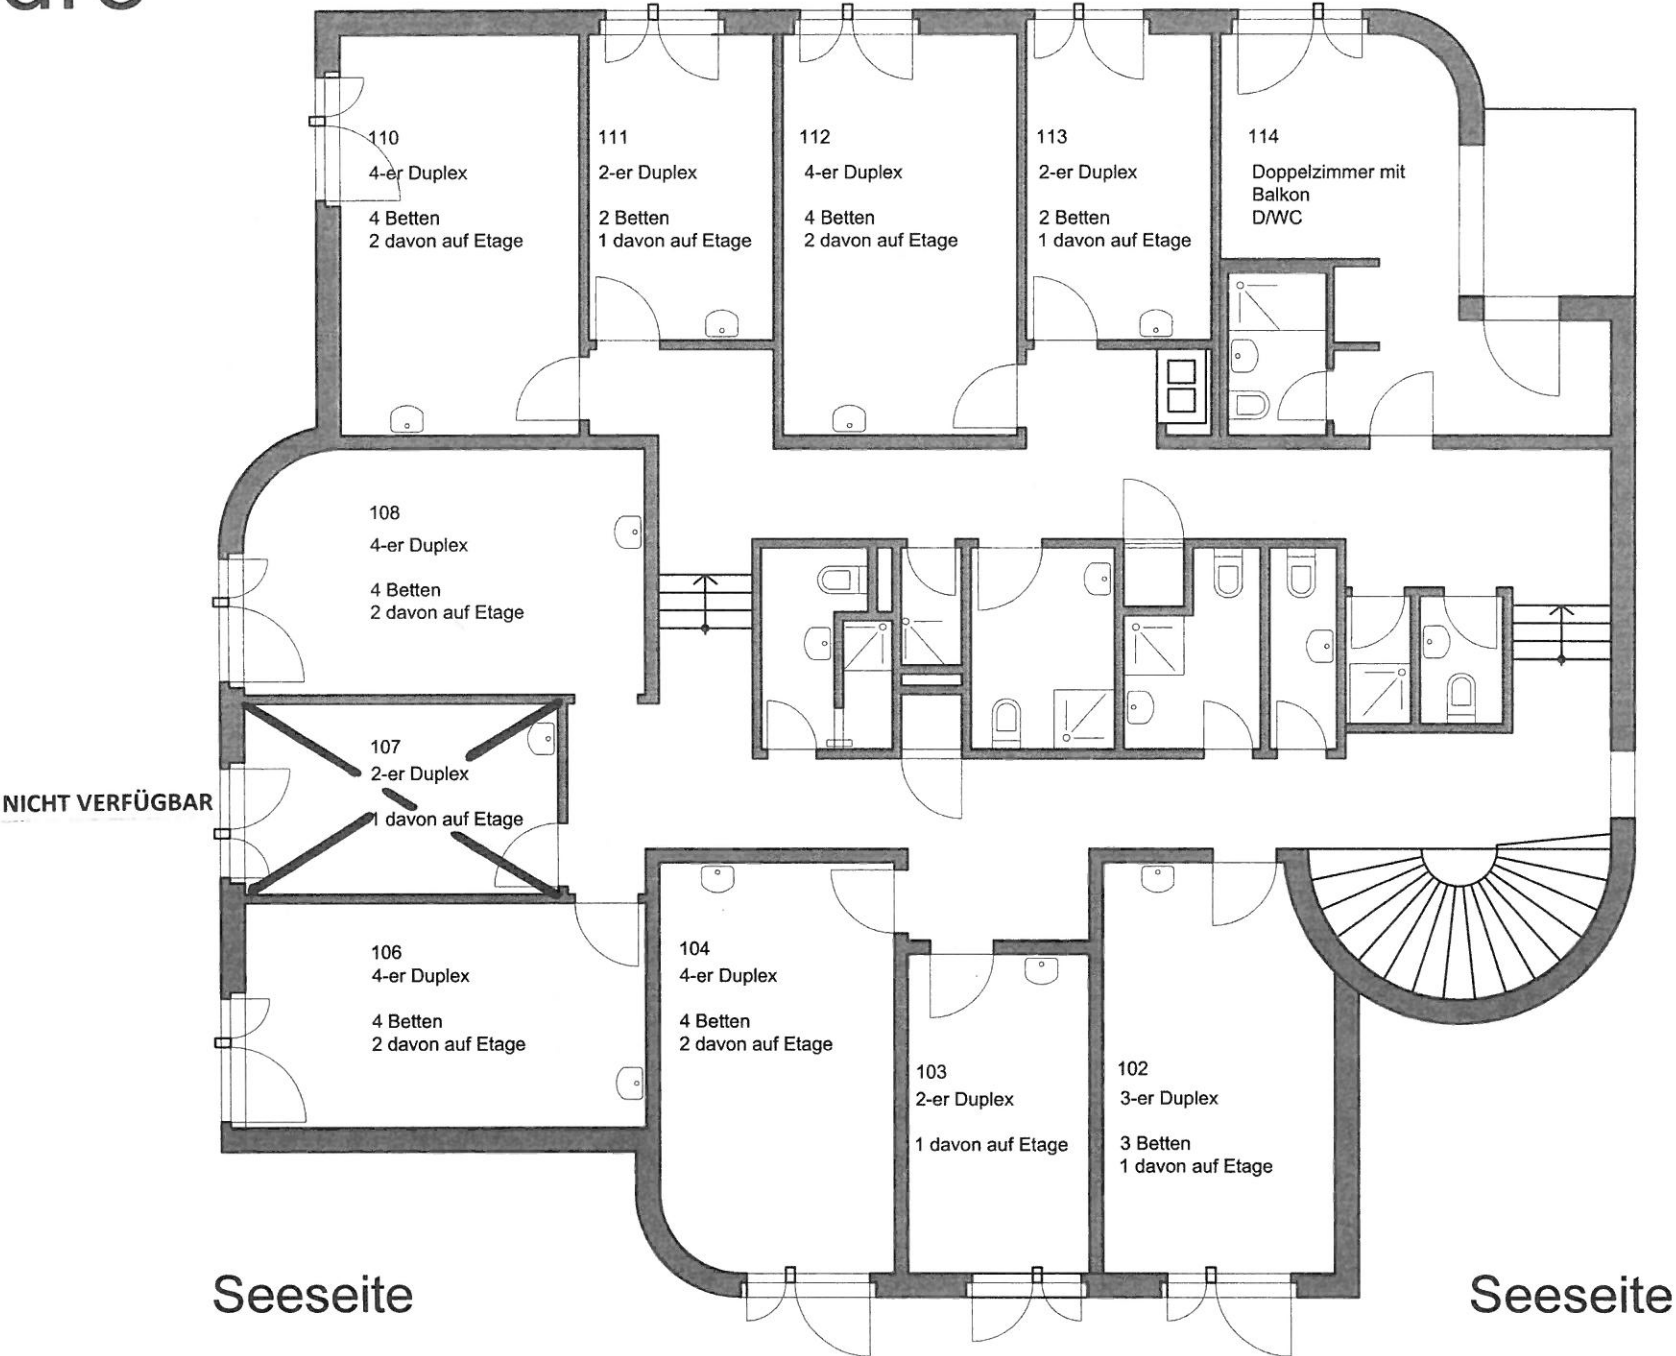 110
4-er Duplex
4 Betten
2 davon auf Etage
111
2-er Duplex
2 Betten
1 davon auf Etage
112
4-er Duplex
4 Betten
2 davon auf Etage
113
2-er Duplex
2 Betten
1 davon auf Etage
114
Doppelzimmer mit
Balkon
D/WC
108
4-er Duplex
4 Betten
2 davon auf Etage
107
2-er Duplex
1 davon auf Etage
NICHT VERFÜGBAR
106
4-er Duplex
4 Betten
2 davon auf Etage
104
4-er Duplex
4 Betten
2 davon auf Etage
103
2-er Duplex
1 davon auf Etage
102
3-er Duplex
3 Betten
1 davon auf Etage
Seeseite
Seeseite